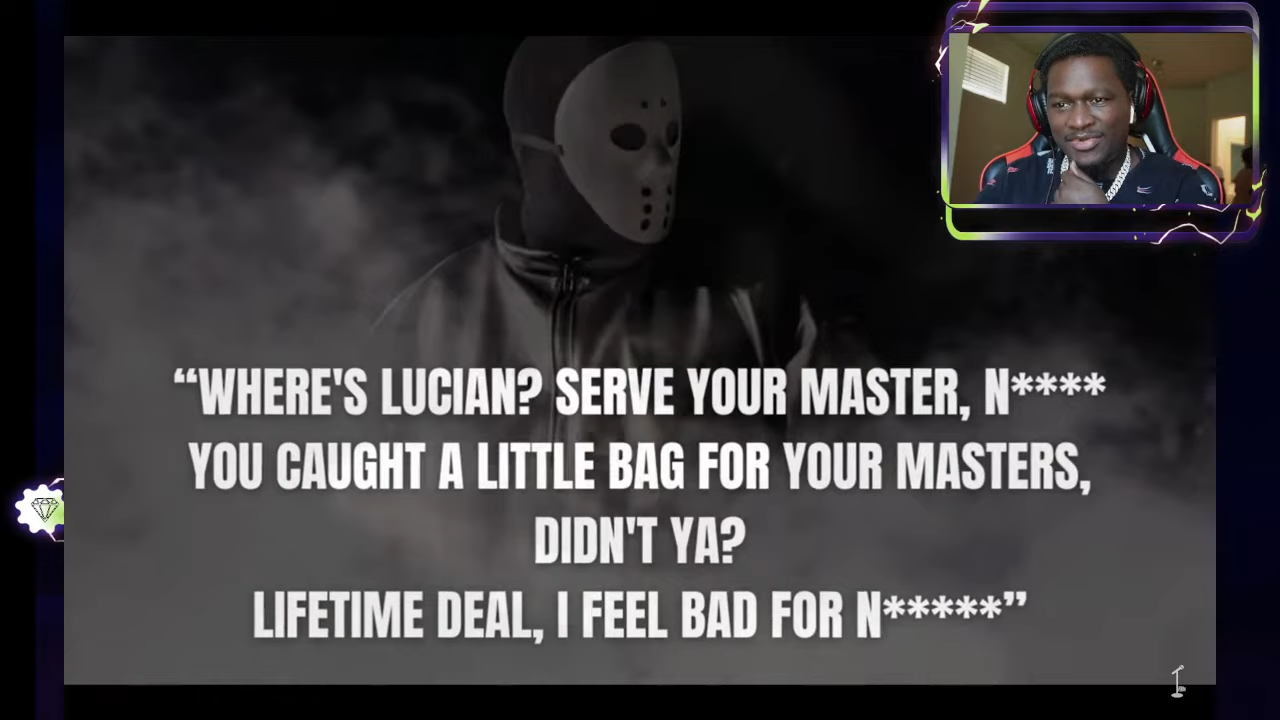 “WHERE'S LUCIAN? SERVE YOUR MASTER, N****
YOU CAUGHT A LITTLE BAG FOR YOUR MASTERS,
DIDN'T YA?
LIFETIME DEAL, I FEEL BAD FOR N*****”